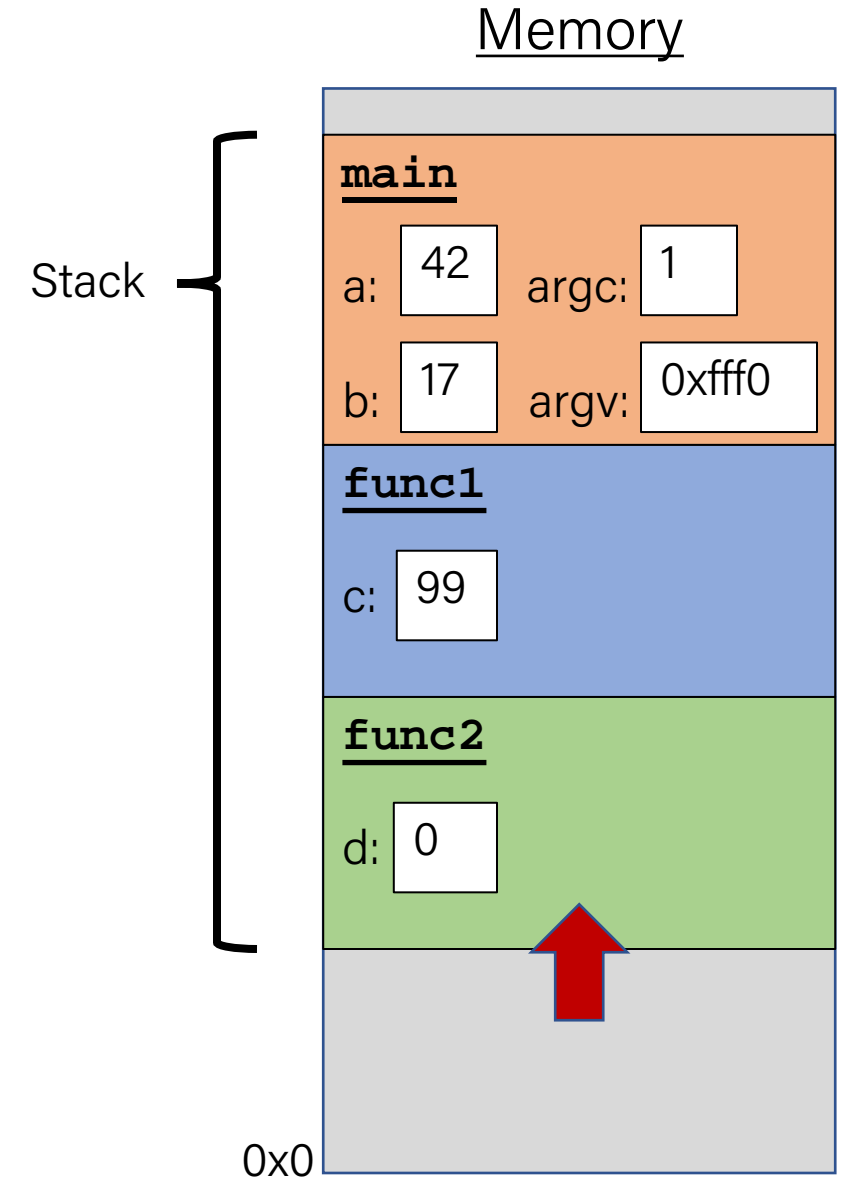 Memory
main
Stack
a: 42 argc: 1
b: 17 argv: 0xfff0
func1
c: 99
func2
d: 0
0x0